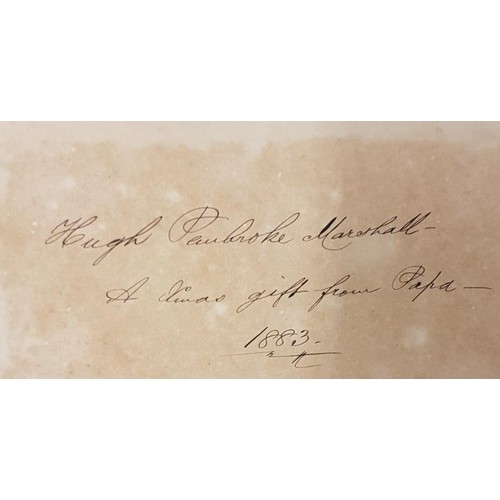 Hugh Pembroke Marshall—
A Xmas gift from Papa—
1883.